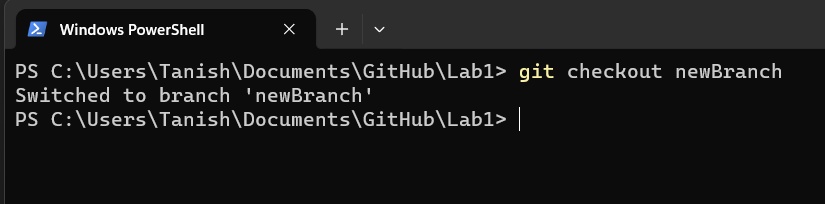 Windows PowerShell
PS C:\Users\Tanish\Documents\GitHub\Lab1> git checkout newBranch
Switched to branch 'newBranch'
PS C:\Users\Tanish\Documents\GitHub\Lab1>